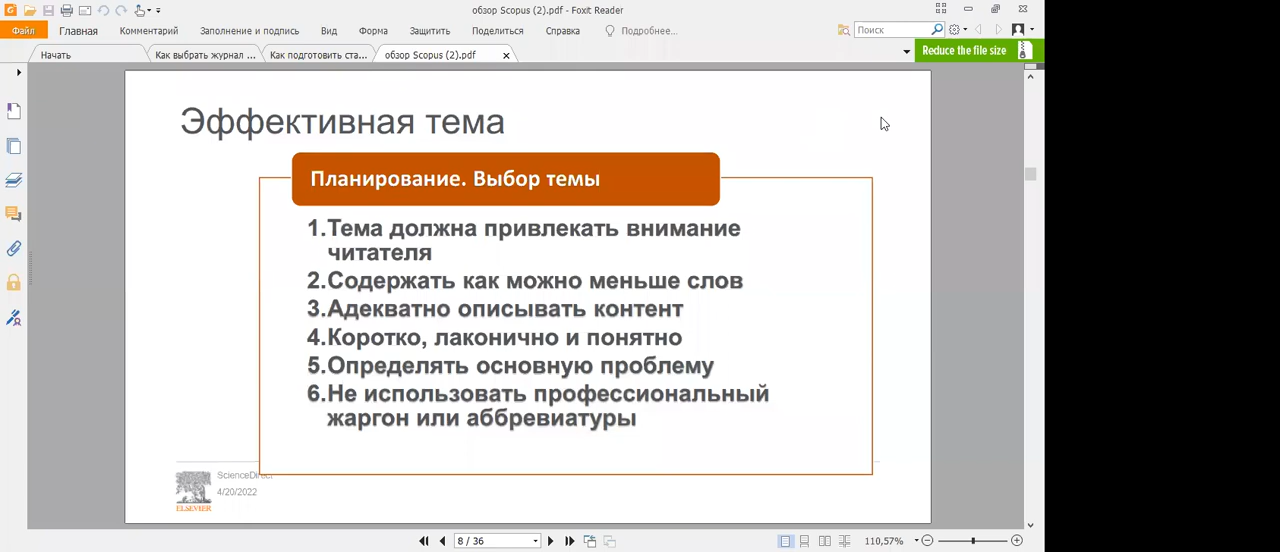 обзор Scopus (2).pdf - Foxit Reader
Файл Главная Комментарий Заполнение и подпись Вид Форма Защитить Поделиться Справка Подробнее... Поиск
Начать Как выбрать журнал ... Как подготовить ста... обзор Scopus (2).pdf Reduce the file size
Эффективная тема
Планирование. Выбор темы
1.Тема должна привлекать внимание
читателя
2.Содержать как можно меньше слов
3.Адекватно описывать контент
4.Коротко, лаконично и понятно
5.Определять основную проблему
6.Не использовать профессиональный
жаргон или аббревиатуры
ScienceDirect
4/20/2022
ELSEVIER
8 / 36 110,57%